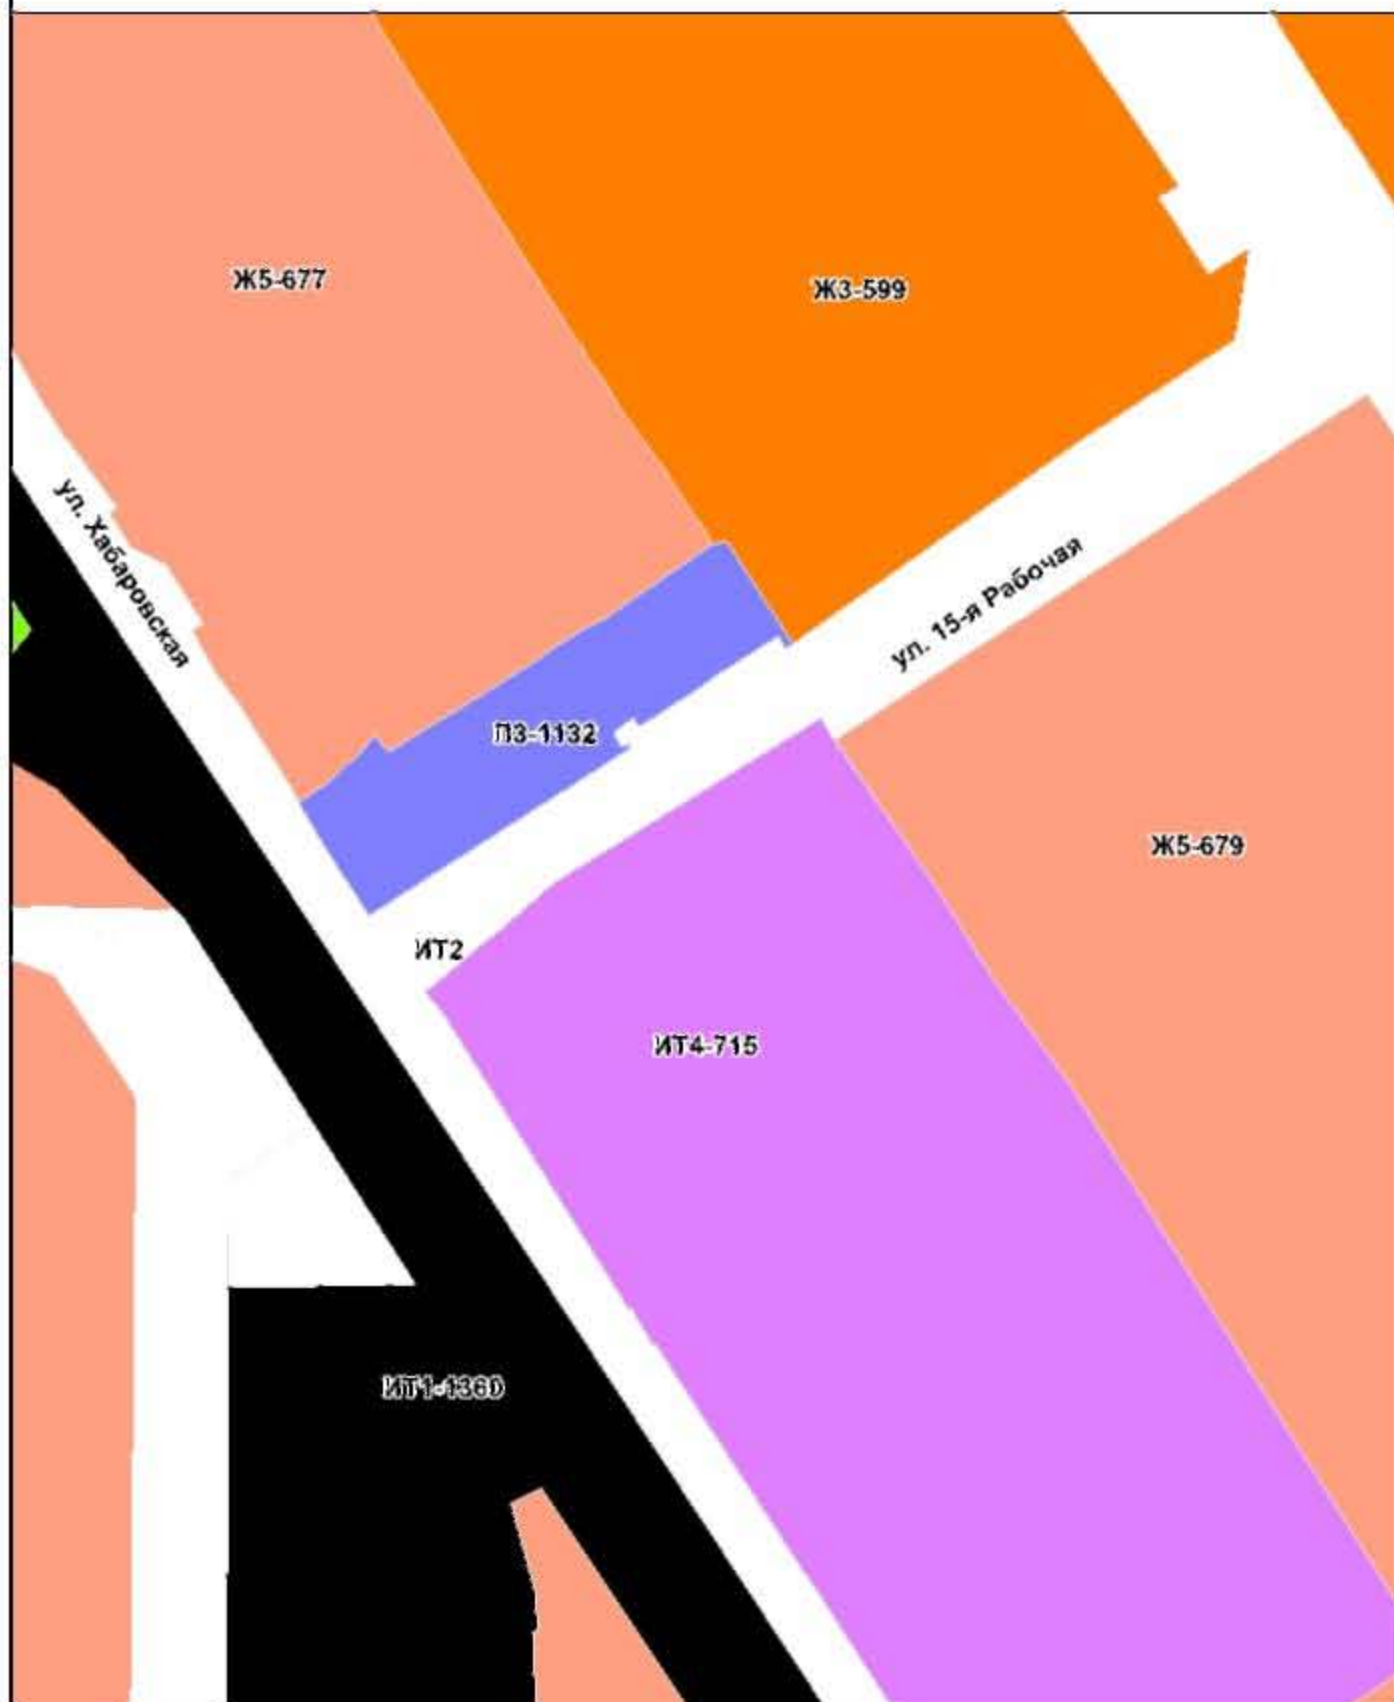 Ж5-677
Ж3-599
ул. Хабаровская
ул. 15-я Рабочая
П3-1132
Ж5-679
ИТ2
ИТ4-715
ИТ1-1360